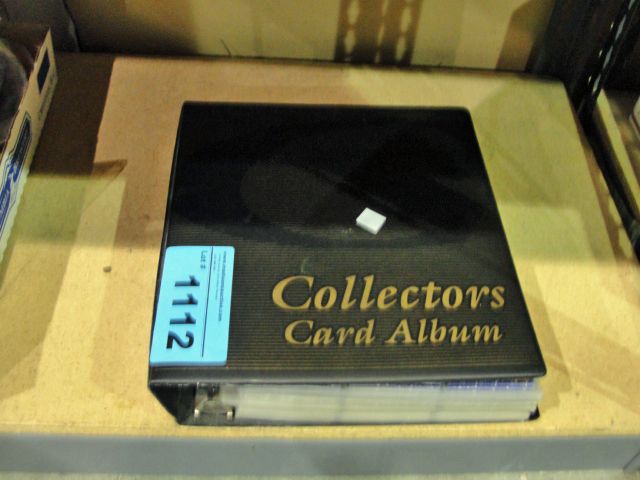 Collectors
Card Album
Lot #
1112